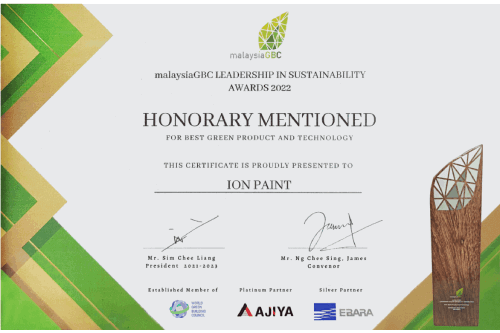 malaysiaGBC
malaysiaGBC LEADERSHIP IN SUSTAINABILITY
AWARDS 2022
HONORARY MENTIONED
FOR BEST GREEN PRODUCT AND TECHNOLOGY
THIS CERTIFICATE IS PROUDLY PRESENTED TO
ION PAINT
Mr. Sim Chee Liang
President 2021-2022
Mr. Ng Chee Sing, James
Convenor
Established Member of
Platinum Partner
Silver Partner
WORLD
GREEN
BUILDING
COUNCIL
AJIYA
EBARA